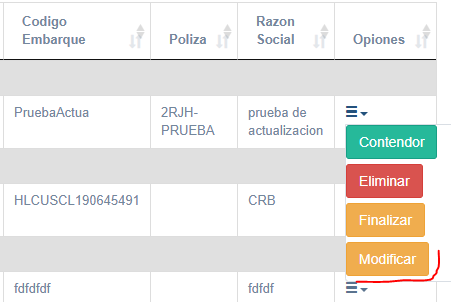 Codigo Embarque Poliza Razon Social Opiones
PruebaActua 2RJH-PRUEBA prueba de actualizacion
Contendor
Eliminar
HLCUSCL190645491 CRB
Finalizar
Modificar
fdfdfdf fdfdf